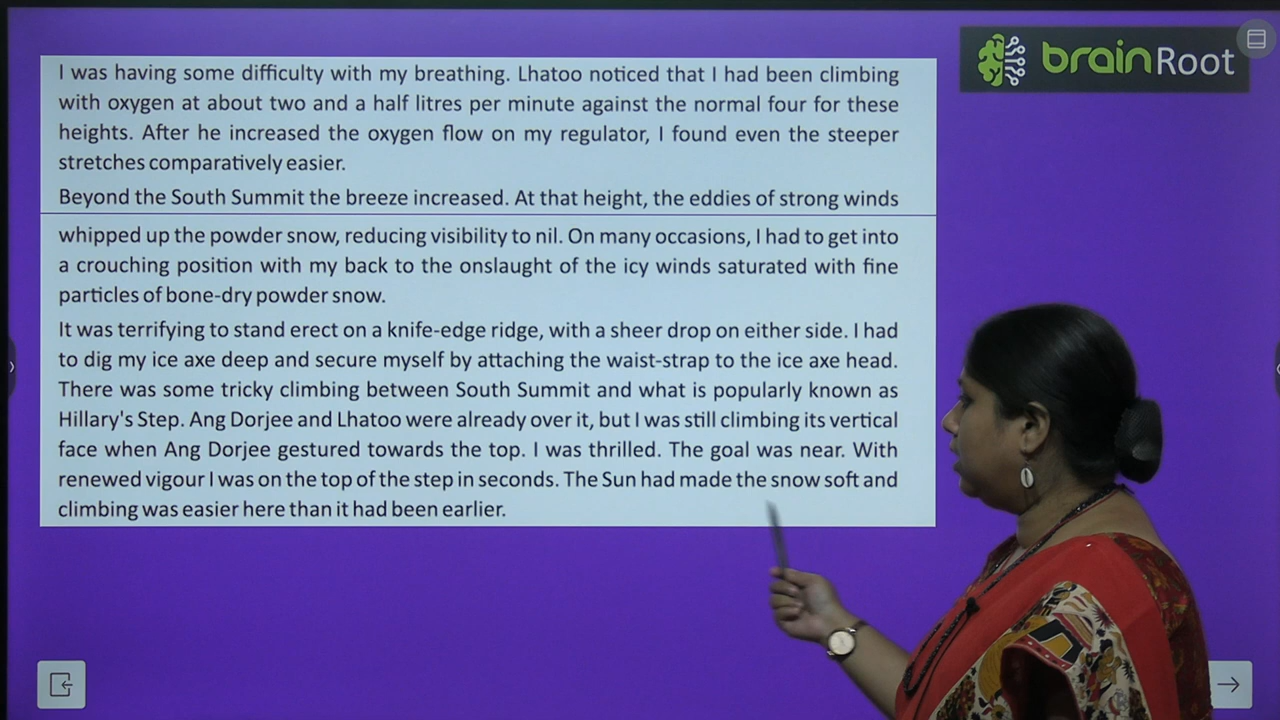 brainRoot
I was having some difficulty with my breathing. Lhatoo noticed that I had been climbing
with oxygen at about two and a half litres per minute against the normal four for these
heights. After he increased the oxygen flow on my regulator, I found even the steeper
stretches comparatively easier.
Beyond the South Summit the breeze increased. At that height, the eddies of strong winds
whipped up the powder snow, reducing visibility to nil. On many occasions, I had to get into
a crouching position with my back to the onslaught of the icy winds saturated with fine
particles of bone-dry powder snow.
It was terrifying to stand erect on a knife-edge ridge, with a sheer drop on either side. I had
to dig my ice axe deep and secure myself by attaching the waist-strap to the ice axe head.
There was some tricky climbing between South Summit and what is popularly known as
Hillary's Step. Ang Dorjee and Lhatoo were already over it, but I was still climbing its vertical
face when Ang Dorjee gestured towards the top. I was thrilled. The goal was near. With
renewed vigour I was on the top of the step in seconds. The Sun had made the snow soft and
climbing was easier here than it had been earlier.